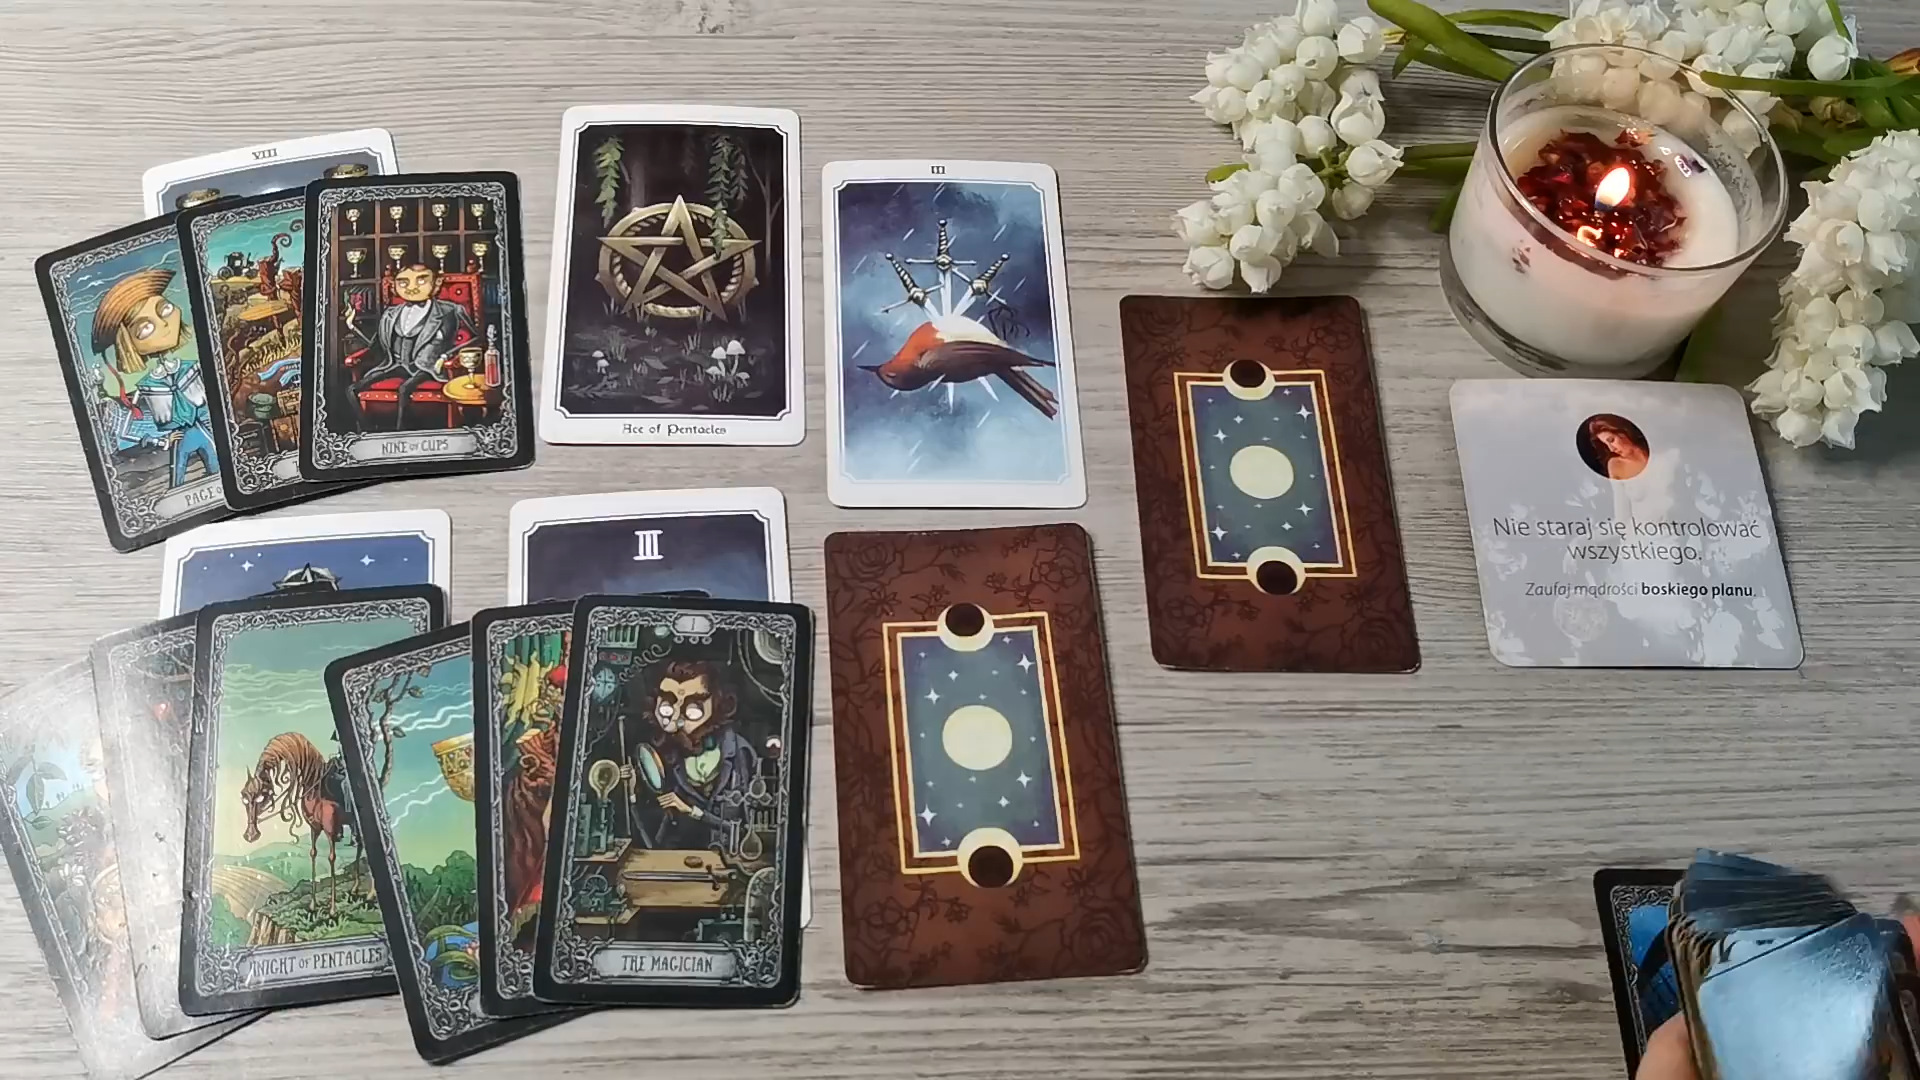 VIII
PAGE
NINE OF CUPS
Ace of Pentacles
III
Nie staraj się kontrolować
wszystkiego.
Zaufaj mądrości boskiego planu.
III
KNIGHT OF PENTACLES
I
THE MAGICIAN